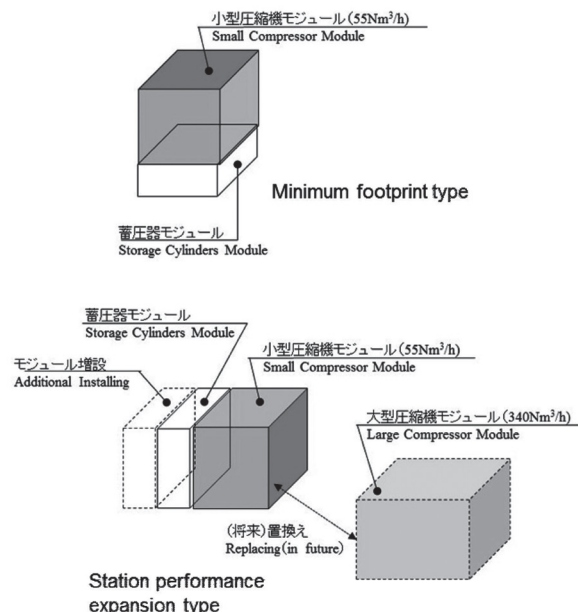 小型圧縮機モジュール(55Nm³/h)
Small Compressor Module
Minimum footprint type
蓄圧器モジュール
Storage Cylinders Module
蓄圧器モジュール
Storage Cylinders Module
モジュール増設
Additional Installing
小型圧縮機モジュール(55Nm³/h)
Small Compressor Module
大型圧縮機モジュール(340Nm³/h)
Large Compressor Module
(将来)置換え
Replacing(in future)
Station performance
expansion type